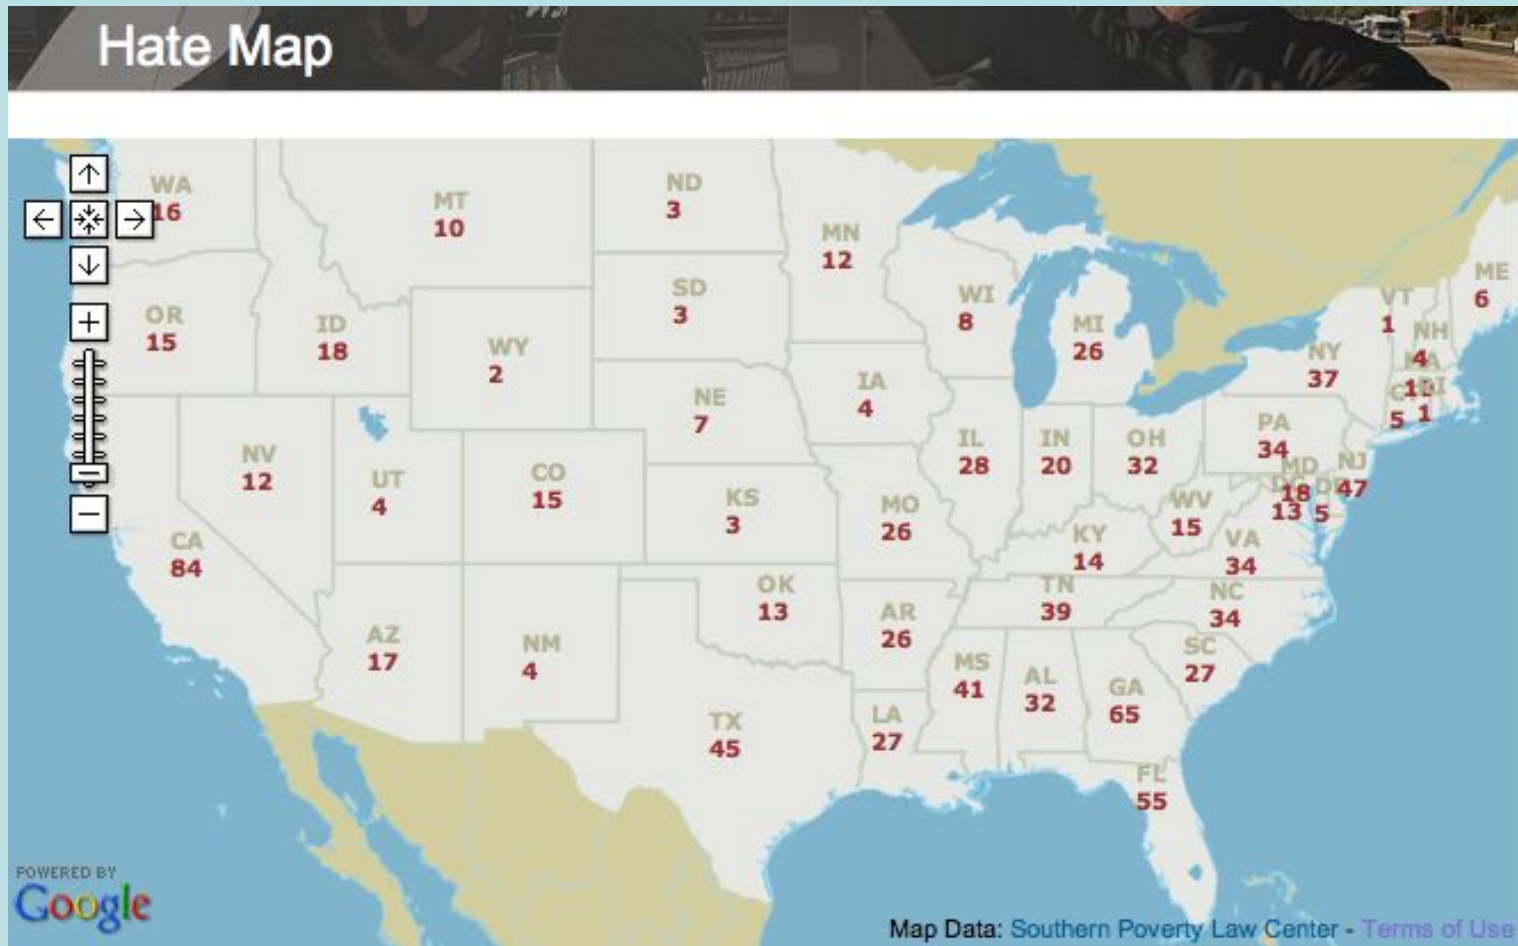 Hate Map
WA
16
MT
10
ND
3
MN
12
ME
6
OR
15
ID
18
SD
3
WI
8
VT
1
MI
26
NH
4
WY
2
NY
37
NE
7
IA
4
5
1
NV
12
UT
4
CO
15
IL
28
IN
20
OH
32
PA
34
MD
18
NJ
47
KS
3
MO
26
WV
15
13
5
CA
84
KY
14
VA
34
OK
13
TN
39
NC
34
AZ
17
NM
4
AR
26
MS
41
AL
32
GA
65
SC
27
TX
45
LA
27
FL
55
POWERED BY
Google
Map Data: Southern Poverty Law Center - Terms of Use